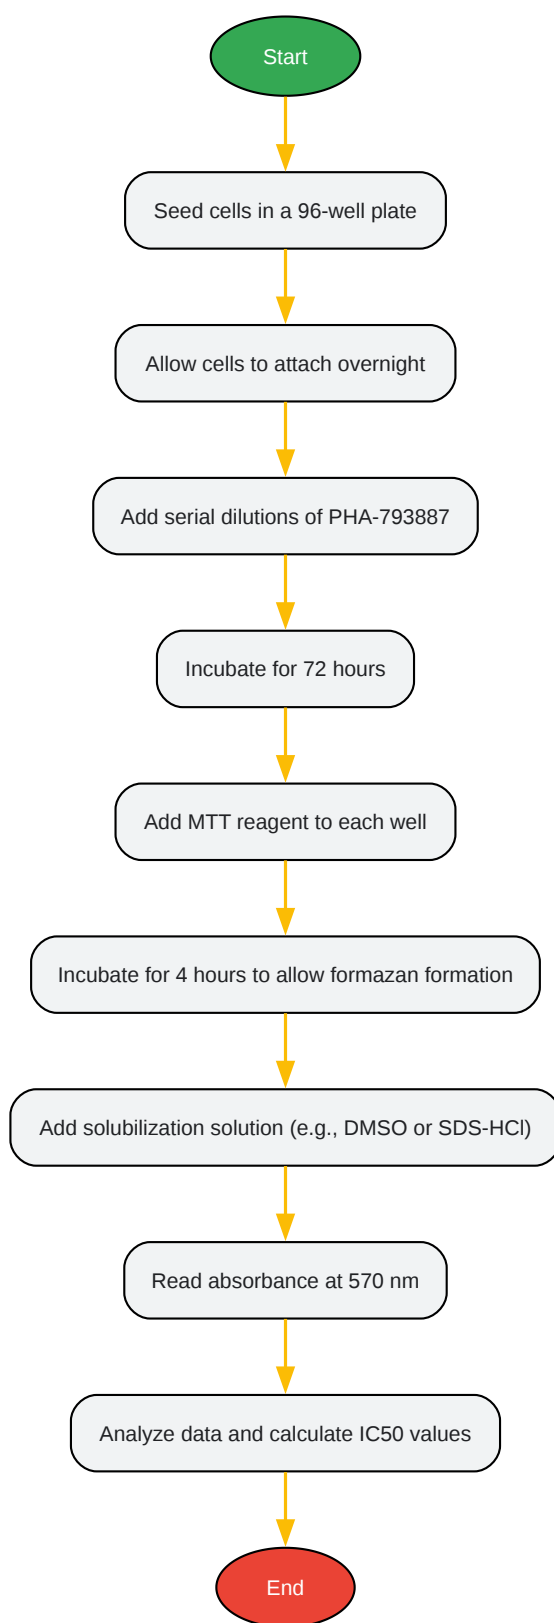 Start
Seed cells in a 96-well plate
Allow cells to attach overnight
Add serial dilutions of PHA-793887
Incubate for 72 hours
Add MTT reagent to each well
Incubate for 4 hours to allow formazan formation
Add solubilization solution (e.g., DMSO or SDS-HCl)
Read absorbance at 570 nm
Analyze data and calculate IC50 values
End